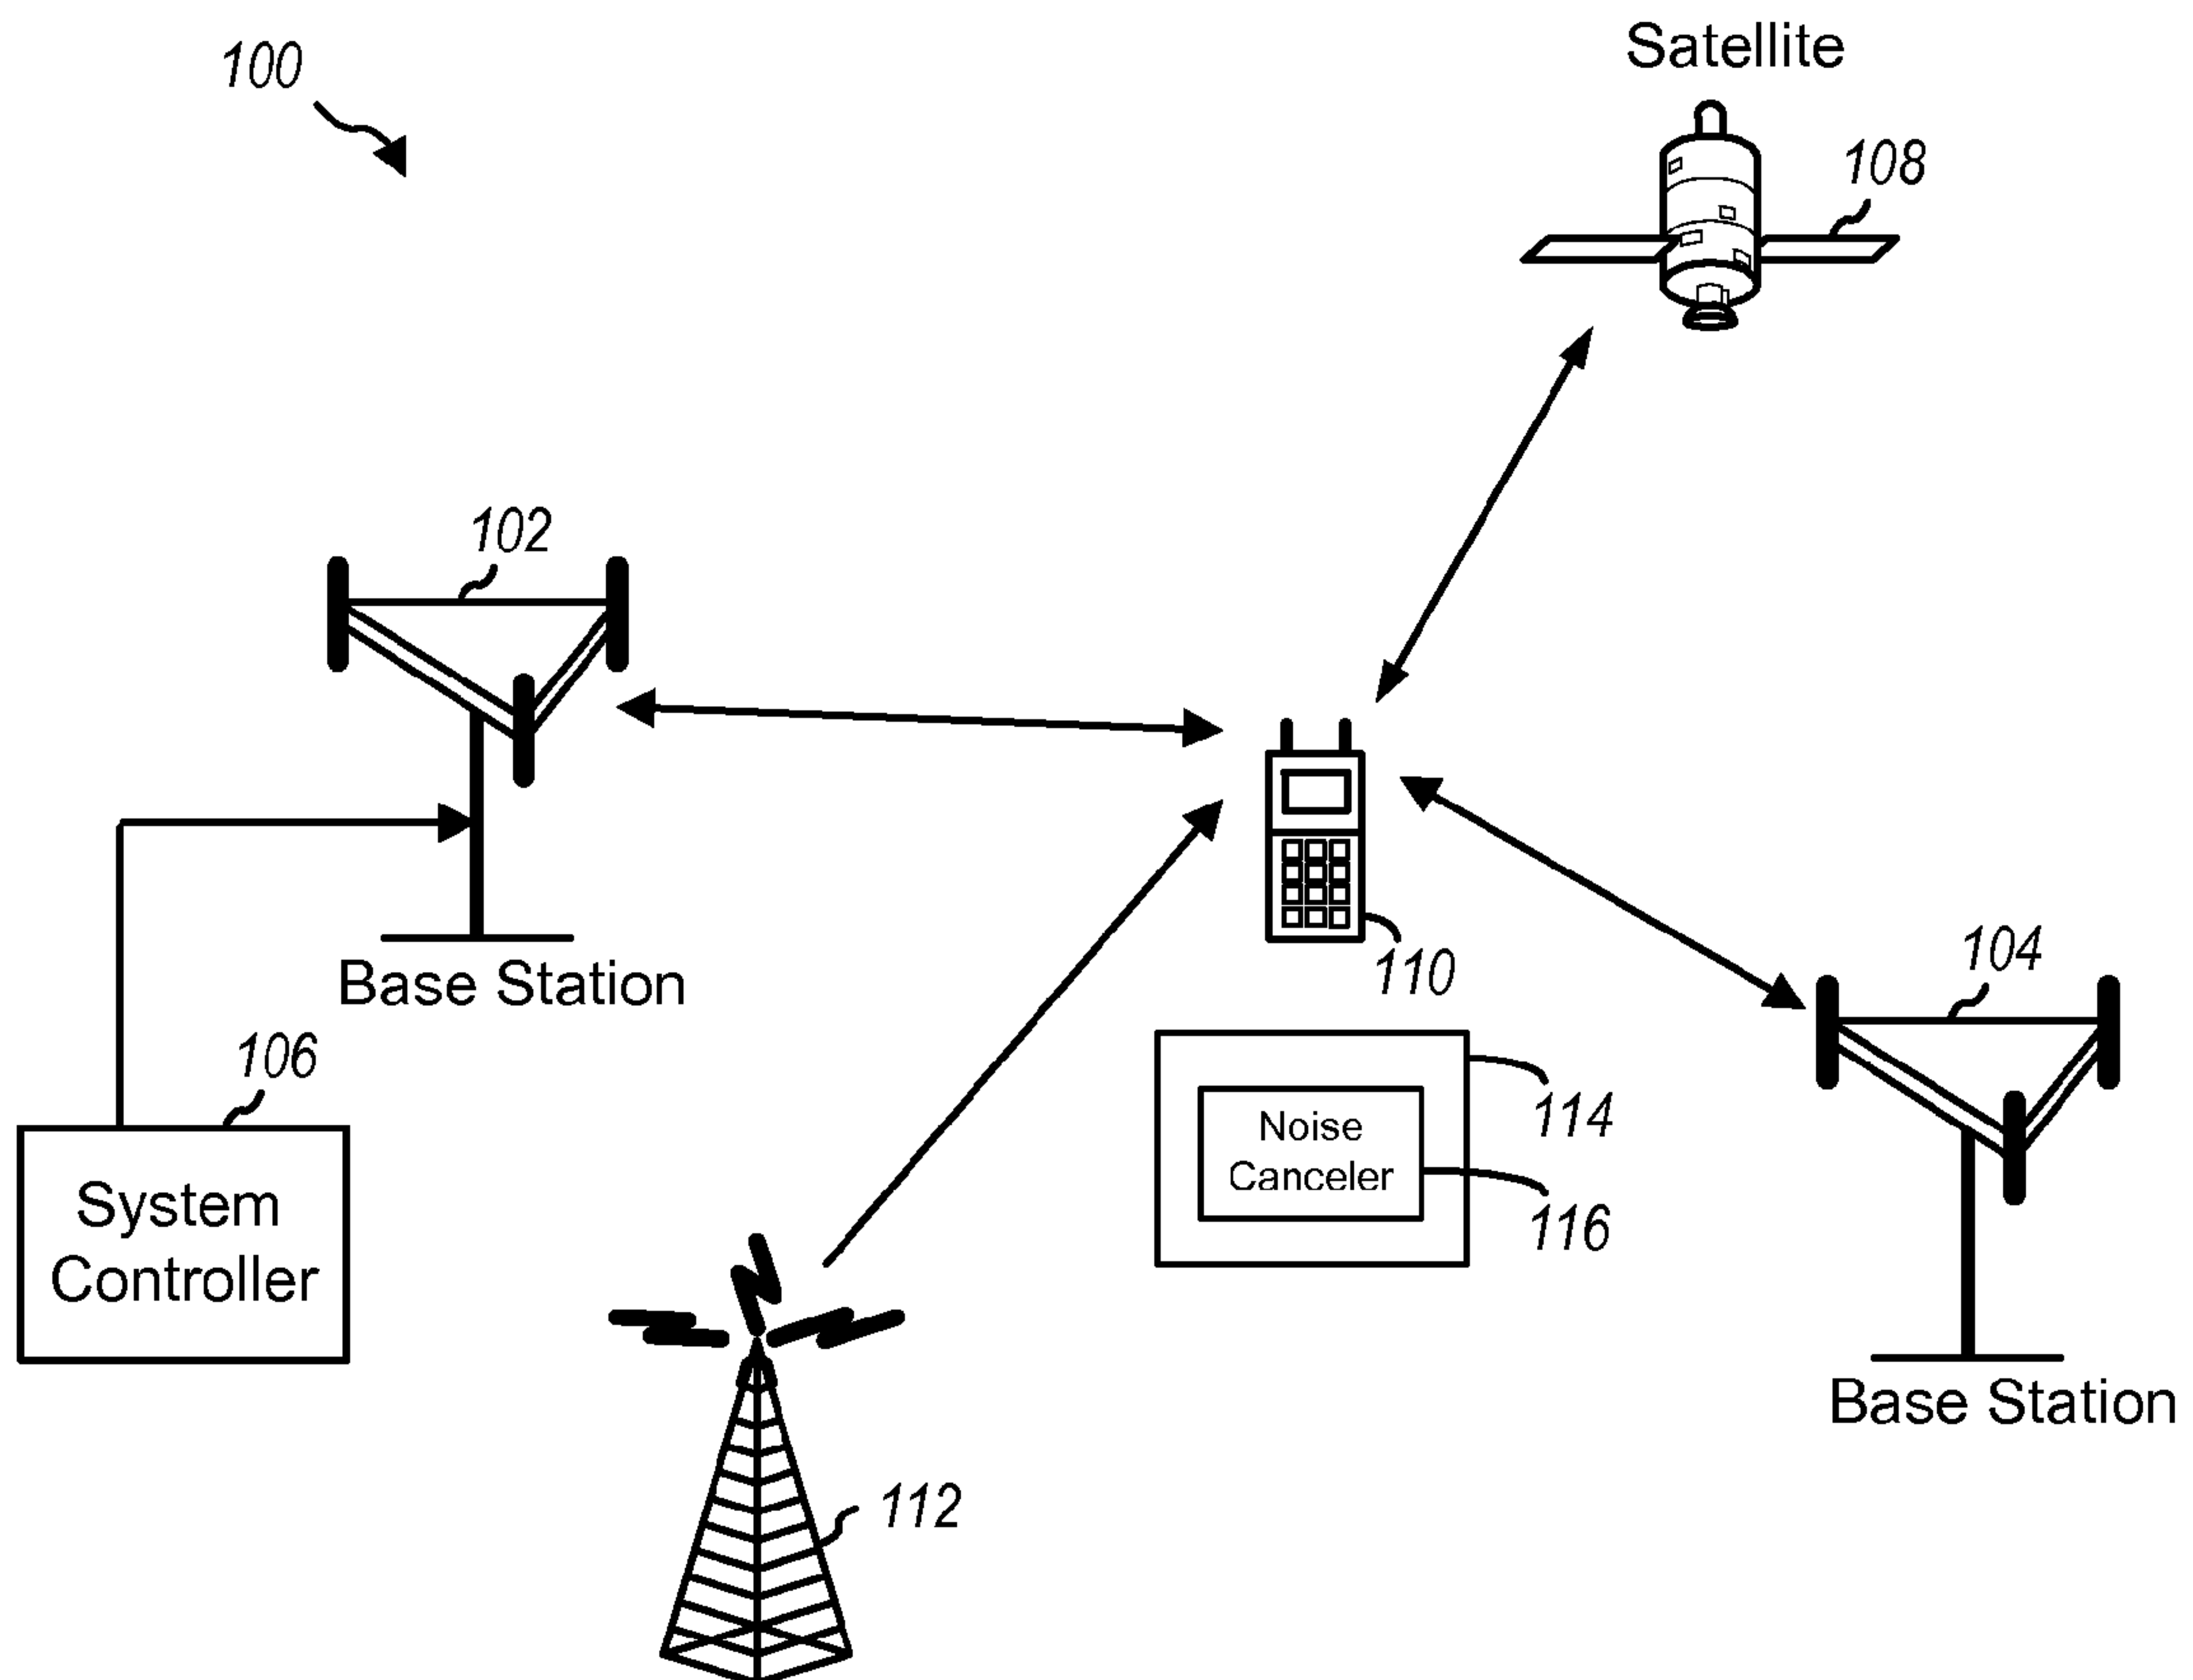 100
Satellite
108
102
110
Base Station
104
106
System
Controller
Noise
Canceler
114
116
Base Station
112